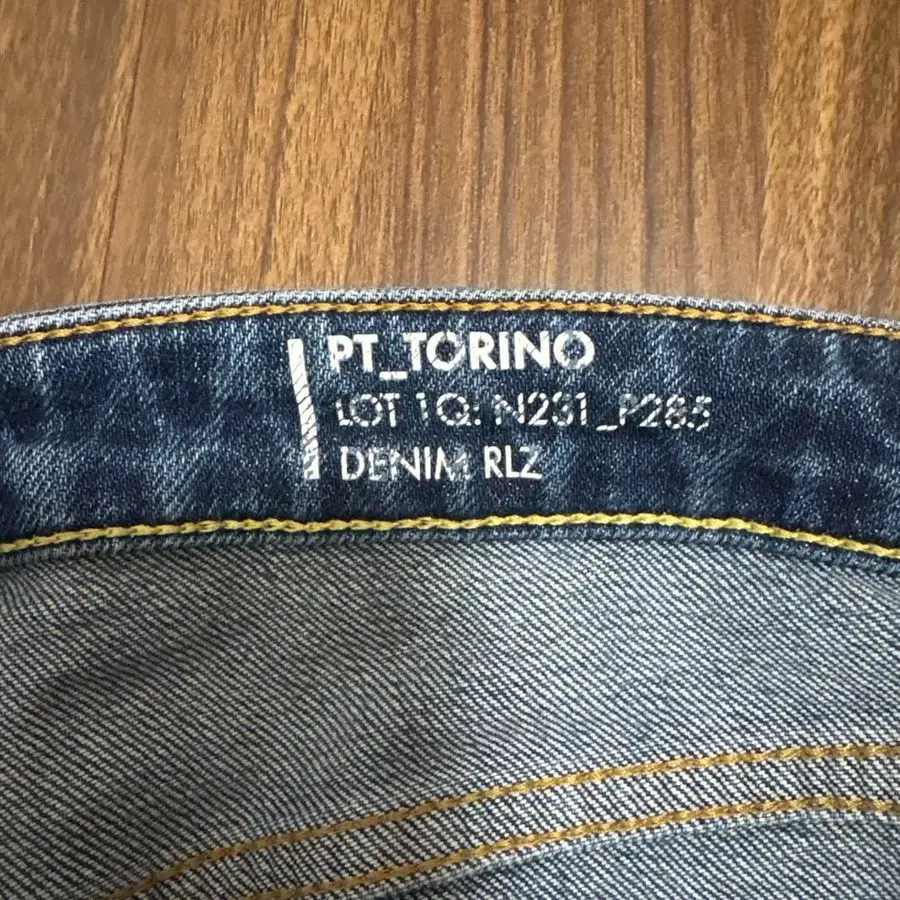 PT_TORINO
LOT 1Q: N231_P285
DENIM RLZ